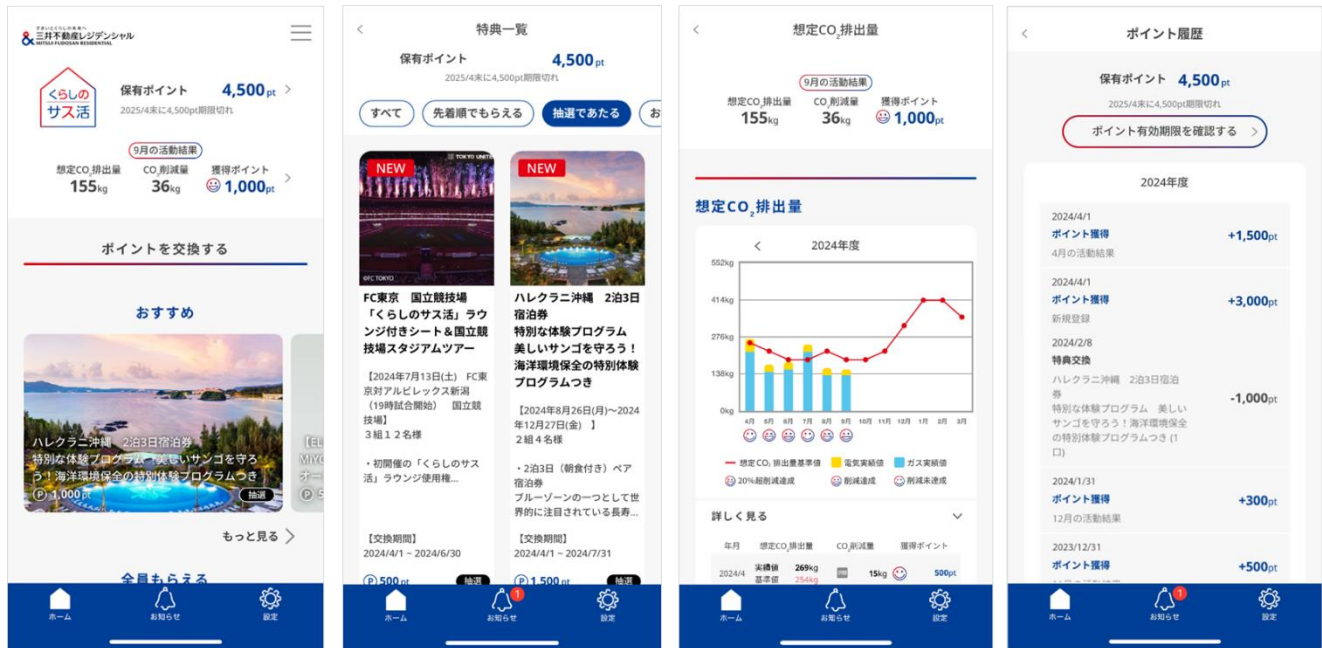 すまいとくらしの未来へ
三井不動産レジデンシャル
MITSUI FUDOSAN RESIDENTIAL
くらしの
サス活
保有ポイント 4,500pt
2025/4末に4,500pt期限切れ
9月の活動結果
想定CO2排出量 CO2削減量 獲得ポイント
155kg 36kg 1,000pt
ポイントを交換する
おすすめ
ハレクラニ沖縄 2泊3日宿泊券
特別な体験プログラム 美しいサンゴを守ろ
う！海洋環境保全の特別体験プログラムつき
P 1,000pt 抽選
もっと見る
全員もらえる
ホーム お知らせ 設定
特典一覧
保有ポイント 4,500pt
2025/4末に4,500pt期限切れ
すべて 先着順でもらえる 抽選であたる お
NEW
©FC TOKYO
FC東京 国立競技場
「くらしのサス活」ラウ
ンジ付きシート＆国立競
技場スタジアムツアー
【2024年7月13日(土) FC東
京対アルビレックス新潟
（19時試合開始） 国立競
技場】
3組12名様
・初開催の「くらしのサス
活」ラウンジ使用権...
【交換期間】
2024/4/1 ~ 2024/6/30
P 500 pt 抽選
NEW
ハレクラニ沖縄 2泊3日
宿泊券
特別な体験プログラム
美しいサンゴを守ろう！
海洋環境保全の特別体験
プログラムつき
【2024年8月26日(月)～2024
年12月27日(金) 】
2組4名様
・2泊3日（朝食付き）ペア
宿泊券
ブルーゾーンの一つとして世
界的に注目されている長寿...
【交換期間】
2024/4/1 ~ 2024/7/31
P 1,500 pt 抽選
ホーム お知らせ 1 設定
想定CO2排出量
9月の活動結果
想定CO2排出量 CO2削減量 獲得ポイント
155kg 36kg 1,000pt
想定CO2排出量
2024年度
552kg
414kg
276kg
138kg
0kg
4月 5月 6月 7月 8月 9月 10月 11月 12月 1月 2月 3月
想定CO2排出量基準値 電気実績値 ガス実績値
20%超削減達成 削減達成 削減未達成
詳しく見る
年月 想定CO2排出量 CO2削減量 獲得ポイント
2024/4 実績値 269kg 15kg 500pt
基準値 254kg
ホーム お知らせ 設定
ポイント履歴
保有ポイント 4,500pt
2025/4末に4,500pt期限切れ
ポイント有効期限を確認する
2024年度
2024/4/1
ポイント獲得 +1,500pt
4月の活動結果
2024/4/1
ポイント獲得 +3,000pt
新規登録
2024/2/8
特典交換
ハレクラニ沖縄 2泊3日宿泊
券
特別な体験プログラム 美しい
サンゴを守ろう！海洋環境保全
の特別体験プログラムつき (1
口)
-1,000pt
2024/1/31
ポイント獲得 +300pt
12月の活動結果
2023/12/31
ポイント獲得 +500pt
ホーム お知らせ 1 設定